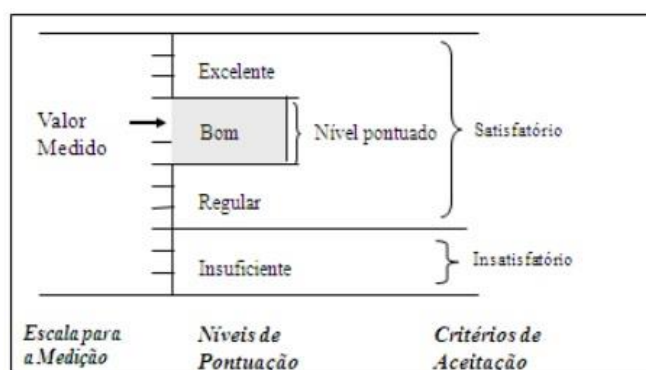 Excelente
Valor
Medido
Bom
Nível pontuado
Satisfatório
Regular
Insuficiente
Insatisfatório
Escala para
a Medição
Níveis de
Pontuação
Critérios de
Aceitação